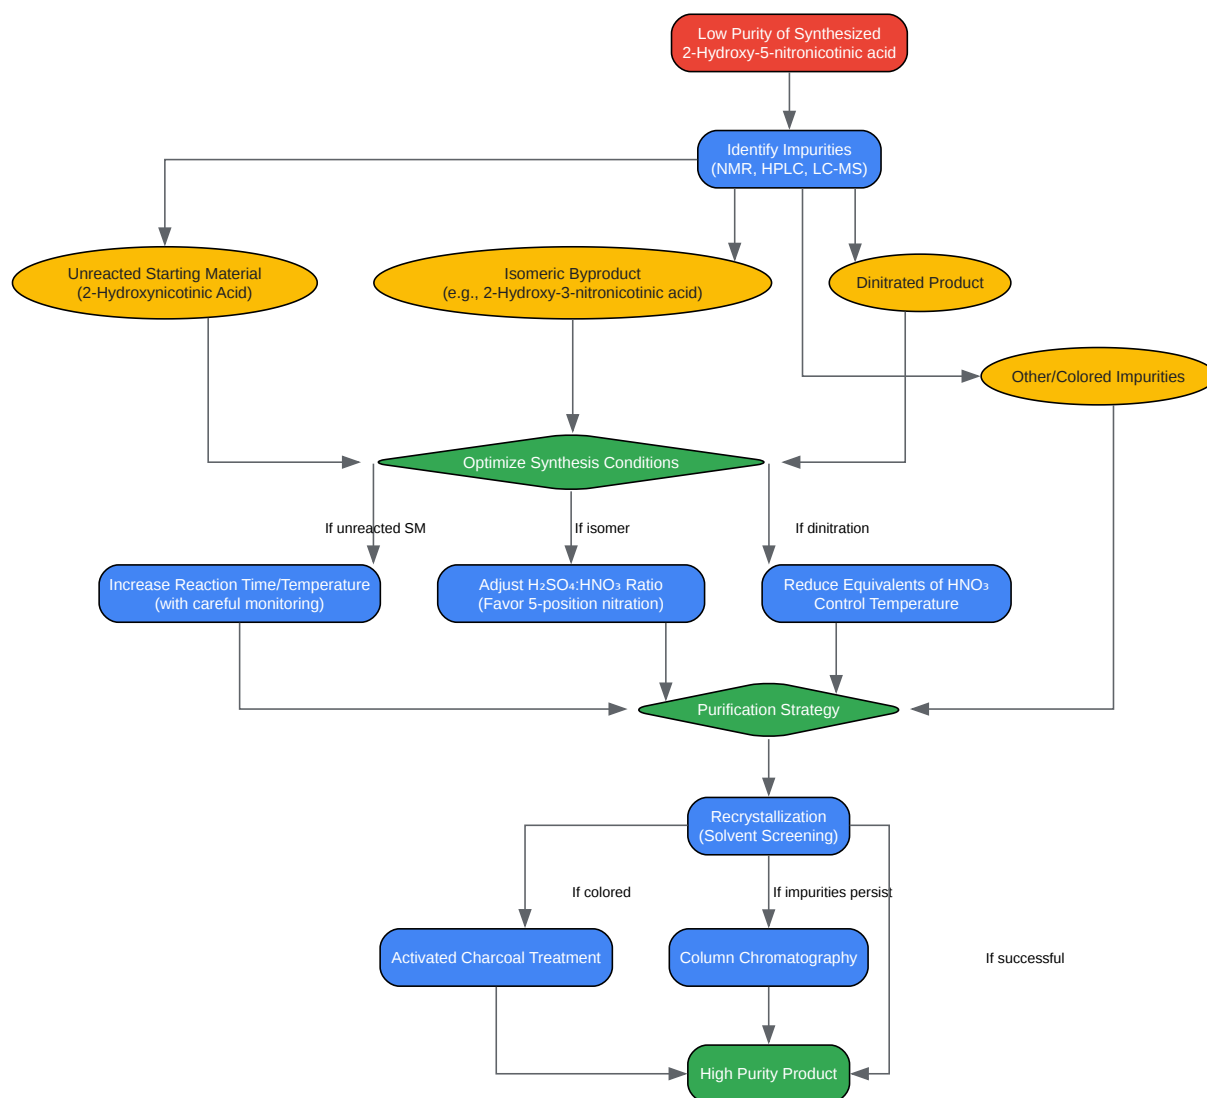 Low Purity of Synthesized
2-Hydroxy-5-nitronicotinic acid
Identify Impurities
(NMR, HPLC, LC-MS)
Unreacted Starting Material
(2-Hydroxynicotinic Acid)
Isomeric Byproduct
(e.g., 2-Hydroxy-3-nitronicotinic acid)
Dinitrated Product
Other/Colored Impurities
Optimize Synthesis Conditions
If unreacted SM
If isomer
If dinitration
Increase Reaction Time/Temperature
(with careful monitoring)
Adjust H₂SO₄:HNO₃ Ratio
(Favor 5-position nitration)
Reduce Equivalents of HNO₃
Control Temperature
Purification Strategy
Recrystallization
(Solvent Screening)
If colored
If impurities persist
Activated Charcoal Treatment
Column Chromatography
If successful
High Purity Product